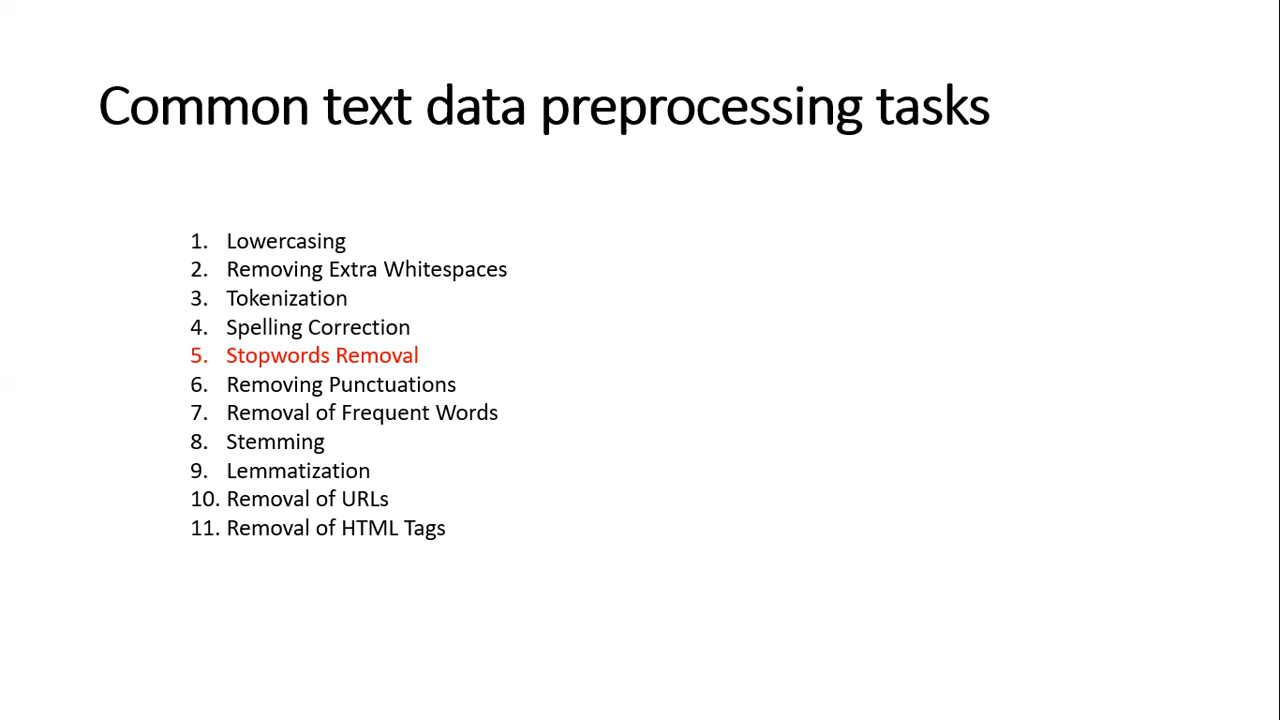 Common text data preprocessing tasks
1. Lowercasing
2. Removing Extra Whitespaces
3. Tokenization
4. Spelling Correction
5. Stopwords Removal
6. Removing Punctuations
7. Removal of Frequent Words
8. Stemming
9. Lemmatization
10. Removal of URLs
11. Removal of HTML Tags